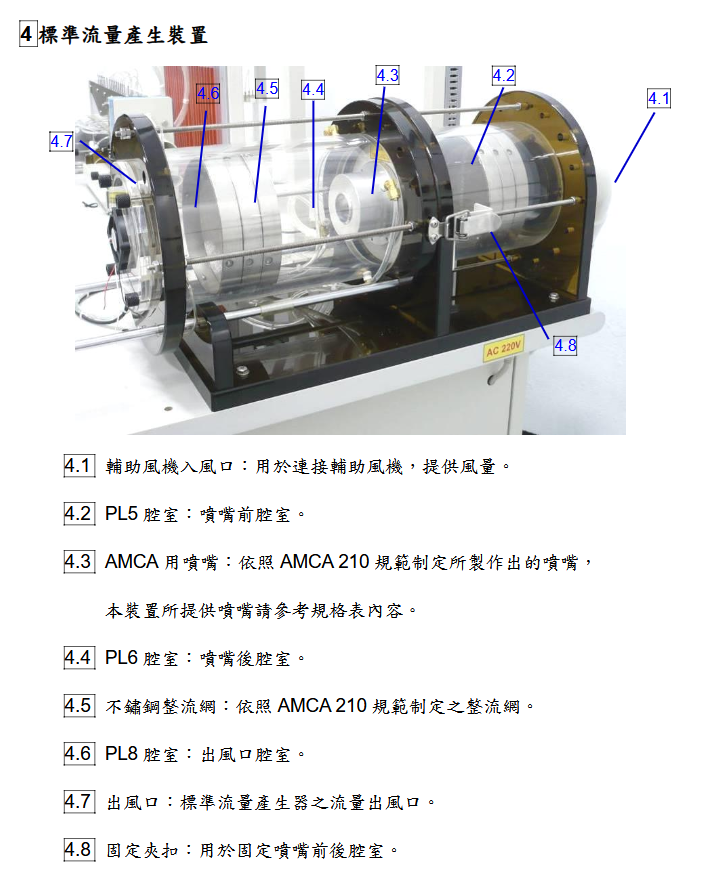 4 標準流量產生裝置
4.6
4.5
4.4
4.3
4.2
4.1
4.7
4.8
AC 220V
4.1 輔助風機入風口：用於連接輔助風機，提供風量。
4.2 PL5 腔室：噴嘴前腔室。
4.3 AMCA 用噴嘴：依照 AMCA 210 規範制定所製作出的噴嘴，
本裝置所提供噴嘴請參考規格表內容。
4.4 PL6 腔室：噴嘴後腔室。
4.5 不鏽鋼整流網：依照 AMCA 210 規範制定之整流網。
4.6 PL8 腔室：出風口腔室。
4.7 出風口：標準流量產生器之流量出風口。
4.8 固定夾扣：用於固定噴嘴前後腔室。